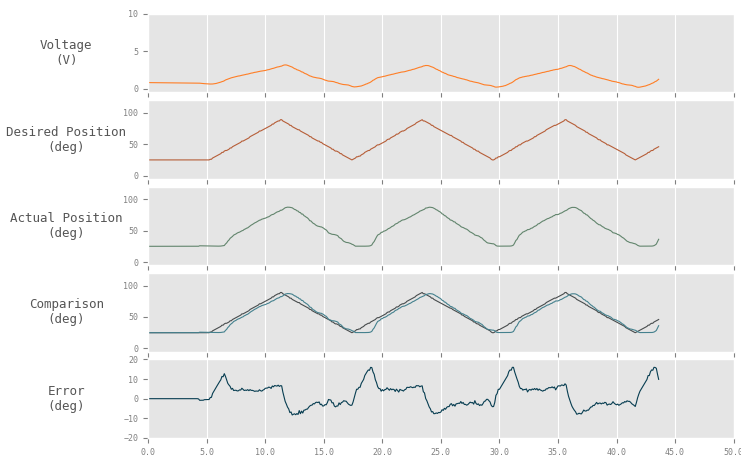 10
Voltage
(V)
5
0
100
Desired Position
(deg)
50
0
100
Actual Position
(deg)
50
0
100
Comparison
(deg)
50
0
20
10
Error
(deg)
0
−10
−20
0.0 5.0 10.0 15.0 20.0 25.0 30.0 35.0 40.0 45.0 50.0